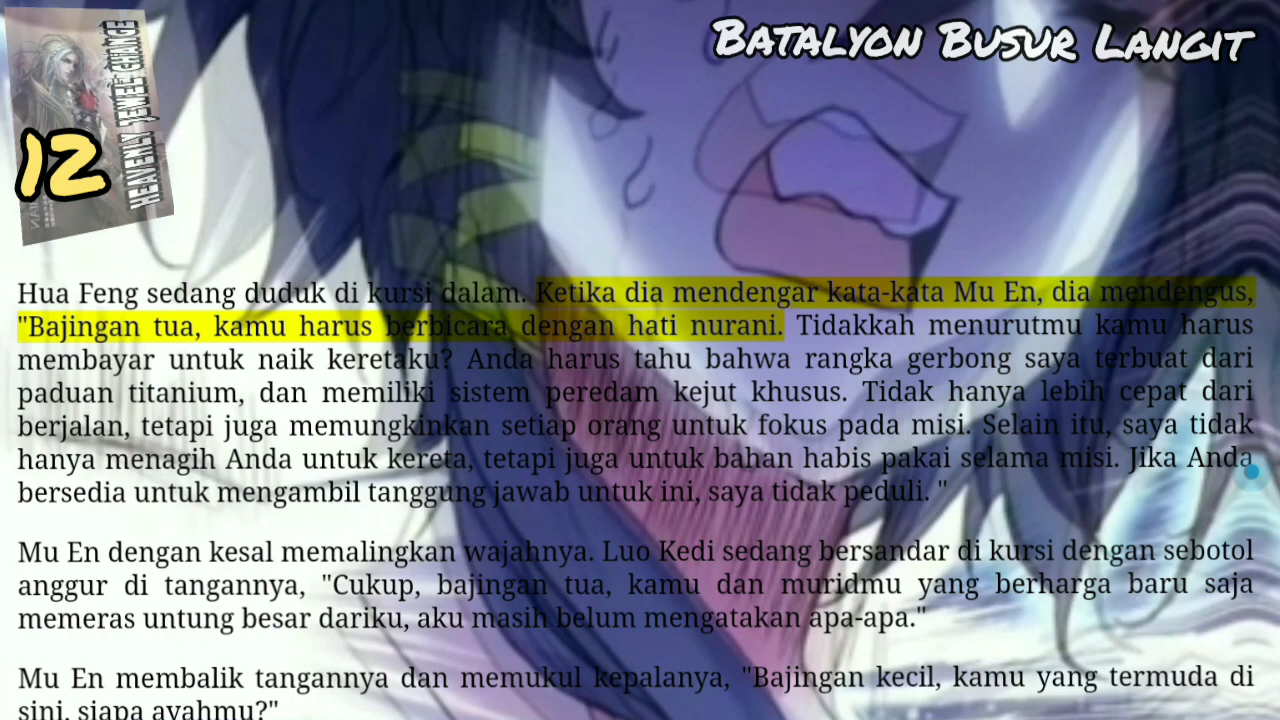 Batalyon Busur Langit
HEAVENLY JEWEL CHANGE
12
Hua Feng sedang duduk di kursi dalam. Ketika dia mendengar kata-kata Mu En, dia mendengus,
"Bajingan tua, kamu harus berbicara dengan hati nurani. Tidakkah menurutmu kamu harus
membayar untuk naik keretaku? Anda harus tahu bahwa rangka gerbong saya terbuat dari
paduan titanium, dan memiliki sistem peredam kejut khusus. Tidak hanya lebih cepat dari
berjalan, tetapi juga memungkinkan setiap orang untuk fokus pada misi. Selain itu, saya tidak
hanya menagih Anda untuk kereta, tetapi juga untuk bahan habis pakai selama misi. Jika Anda
bersedia untuk mengambil tanggung jawab untuk ini, saya tidak peduli. "
Mu En dengan kesal memalingkan wajahnya. Luo Kedi sedang bersandar di kursi dengan sebotol
anggur di tangannya, "Cukup, bajingan tua, kamu dan muridmu yang berharga baru saja
memeras untung besar dariku, aku masih belum mengatakan apa-apa."
Mu En membalik tangannya dan memukul kepalanya, "Bajingan kecil, kamu yang termuda di
sini, siapa ayahmu?"